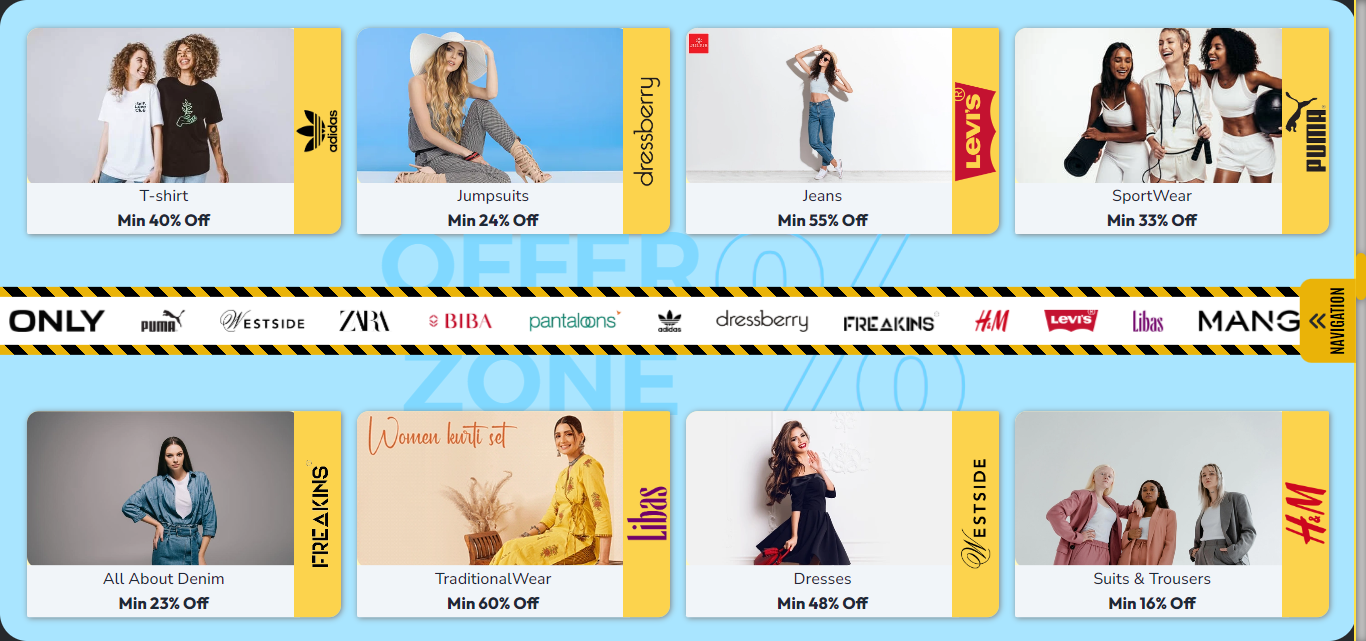 adidas
dressberry
LEVI'S®
PUMA
T-shirt
Min 40% Off
Jumpsuits
Min 24% Off
Jeans
Min 55% Off
SportWear
Min 33% Off
OFFER %
ZONE
ONLY PUMA WESTSIDE ZARA BIBA pantaloons adidas dressberry FREAKINS H&M LEVI'S Libas MANG
NAVIGATION
Women kurti set
FREAKINS
Libas
WESTSIDE
H&M
All About Denim
Min 23% Off
TraditionalWear
Min 60% Off
Dresses
Min 48% Off
Suits & Trousers
Min 16% Off